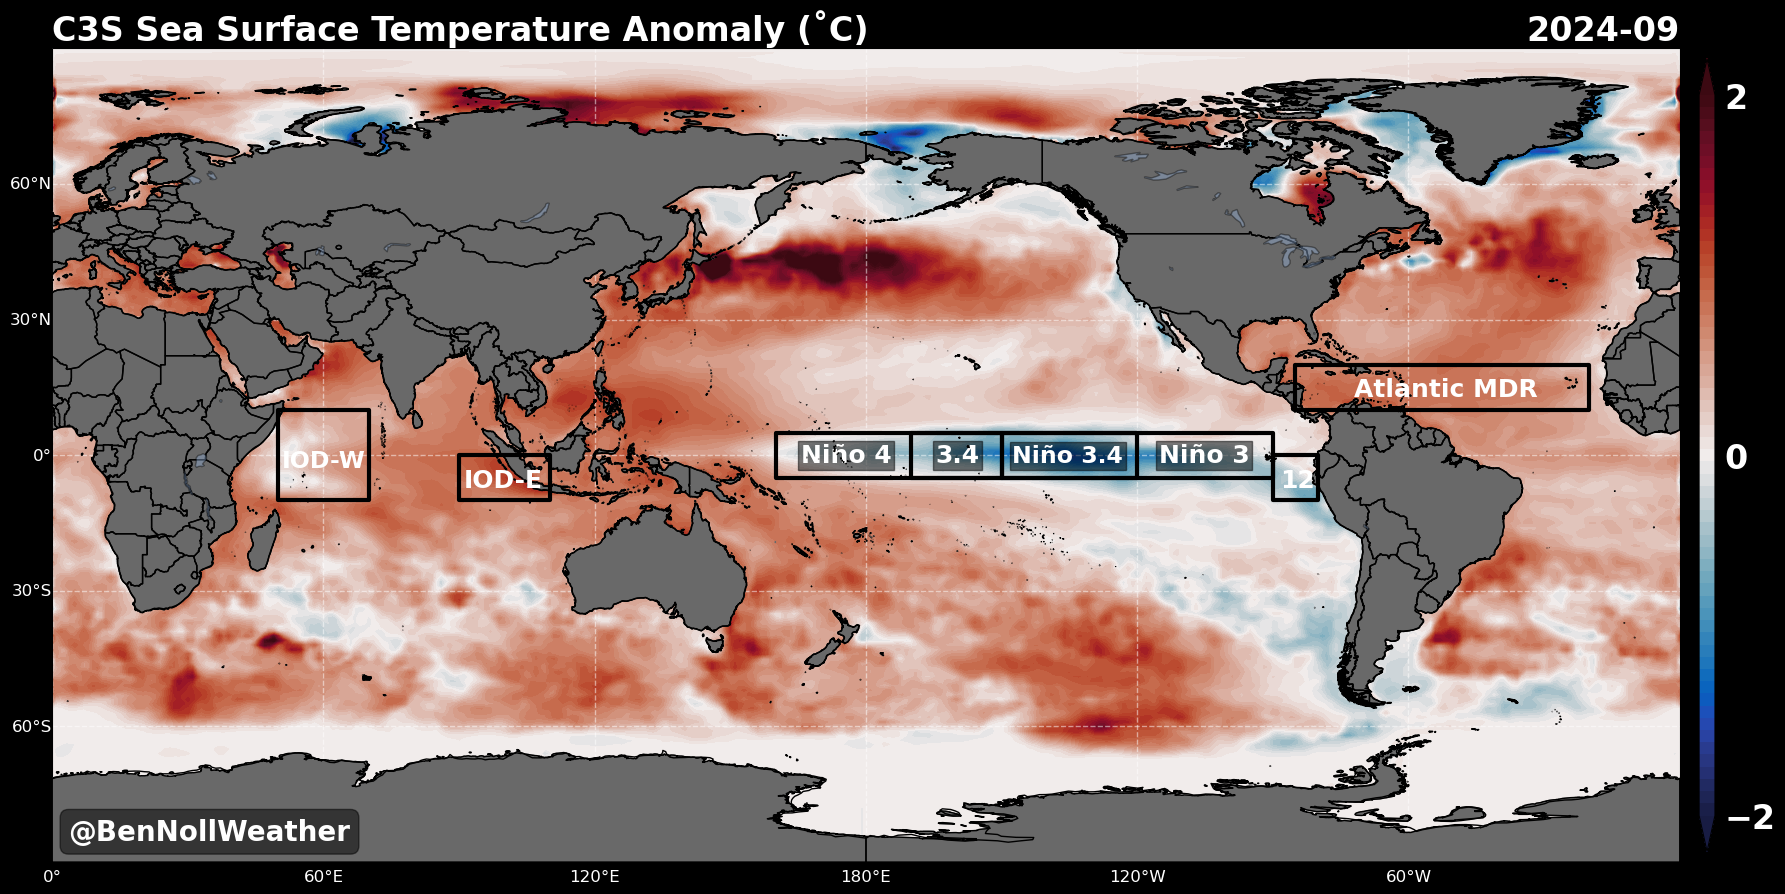 C3S Sea Surface Temperature Anomaly (˚C)
2024-09
2
60°N
30°N
Atlantic MDR
0°
IOD-W
IOD-E
Niño 4
3.4
Niño 3.4
Niño 3
12
0
30°S
60°S
−2
@BenNollWeather
0°
60°E
120°E
180°E
120°W
60°W